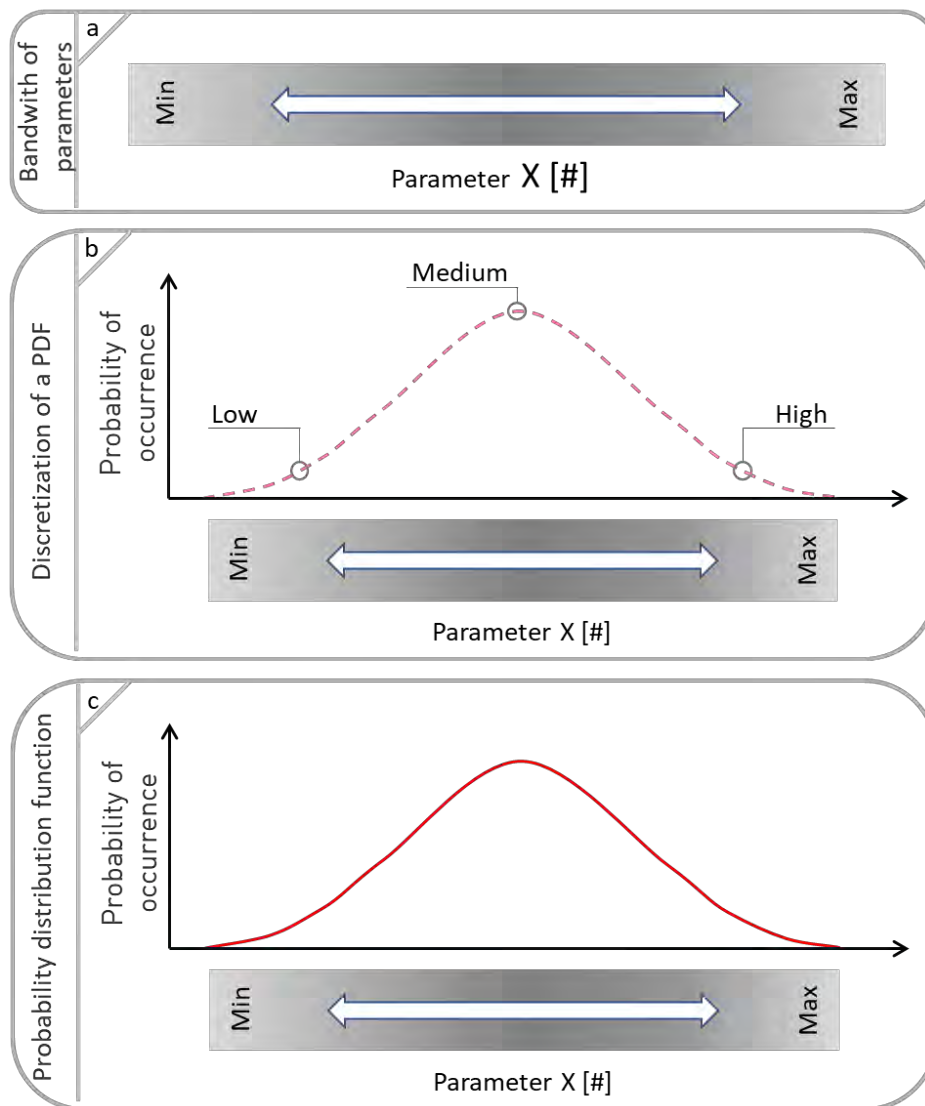 Bandwith of
parameters
a
Min
Max
Parameter X [#]
Discretization of a PDF
b
Probability of
occurrence
Medium
Low
High
Min
Max
Parameter X [#]
Probability distribution function
c
Probability of
occurrence
Min
Max
Parameter X [#]